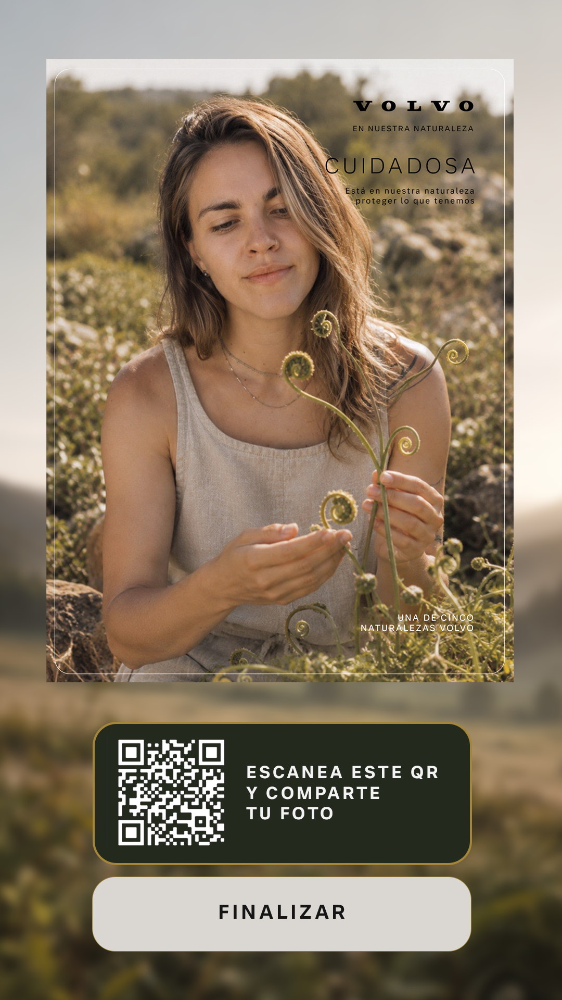 VOLVO
EN NUESTRA NATURALEZA
CUIDADOSA
Está en nuestra naturaleza
proteger lo que tenemos
UNA DE CINCO
NATURALEZAS VOLVO
ESCANEA ESTE QR
Y COMPARTE
TU FOTO
FINALIZAR